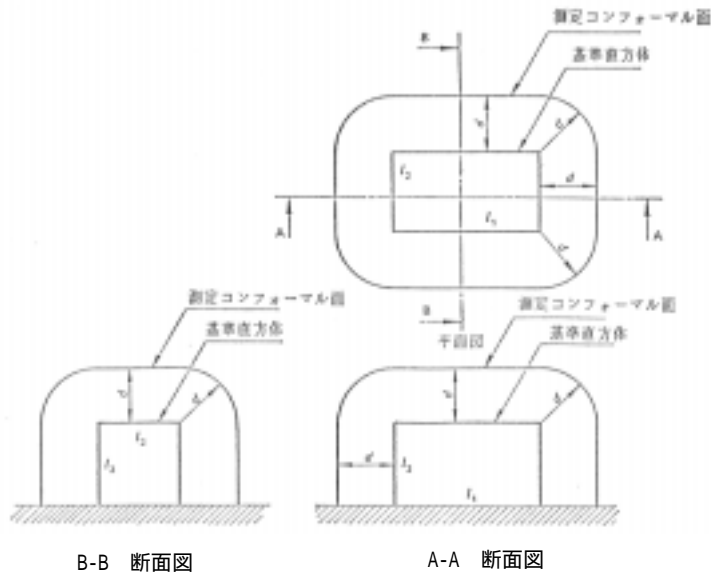 測定コンフォーマル面
基準直方体
B
d
d
l₂
d
l₁
A
A
d
B
平面図
測定コンフォーマル面
基準直方体
d
d
l₂
l₃
測定コンフォーマル面
基準直方体
d
d
d
l₃
l₁
B-B 断面図
A-A 断面図